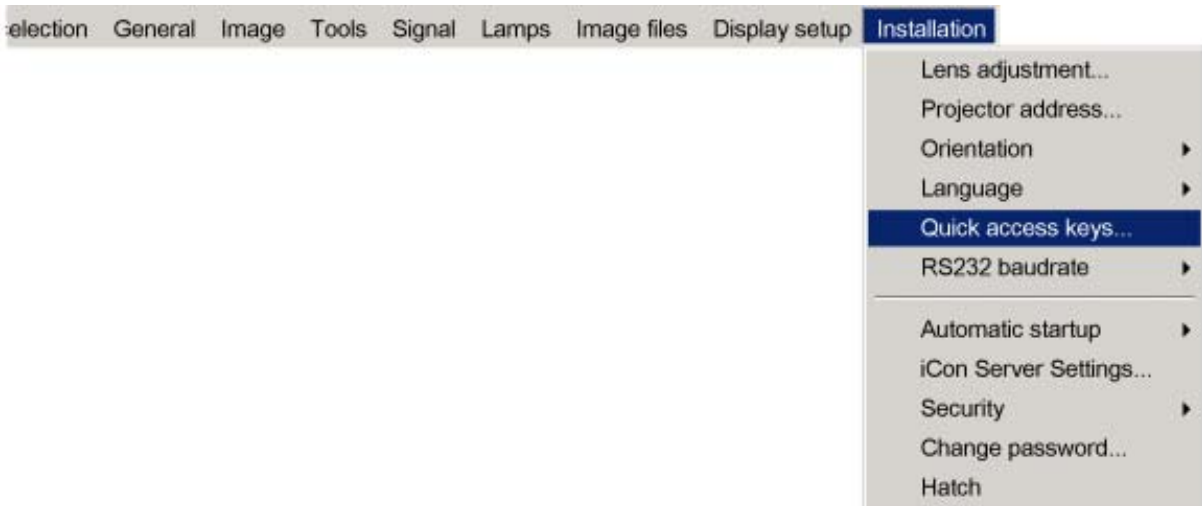 election General Image Tools Signal Lamps Image files Display setup Installation
Lens adjustment...
Projector address...
Orientation
Language
Quick access keys...
RS232 baudrate
Automatic startup
iCon Server Settings...
Security
Change password...
Hatch